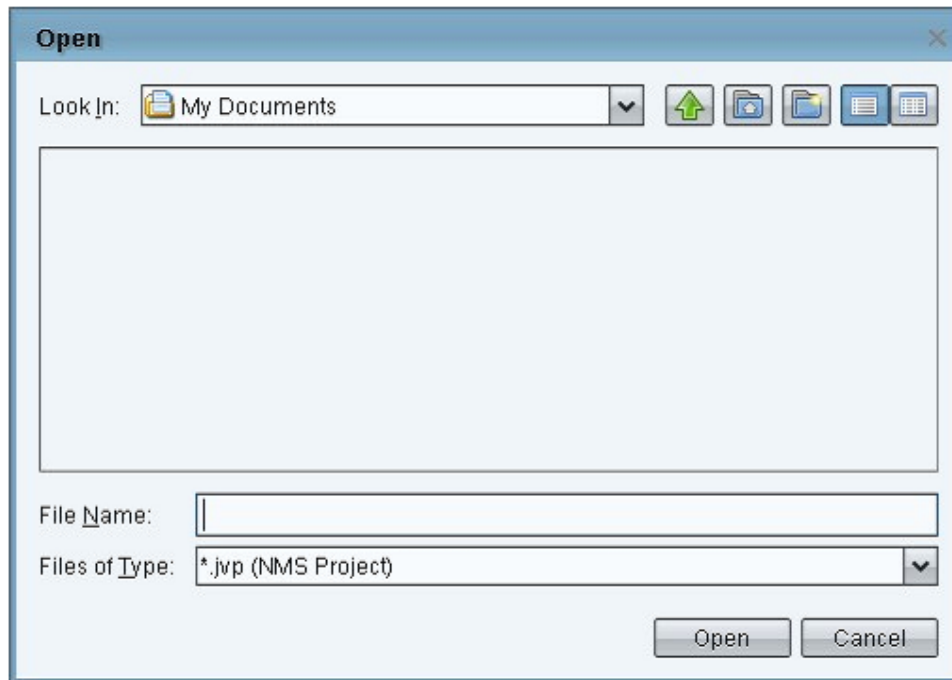 Open
Look In: My Documents
File Name:
Files of Type: *.jvp (NMS Project)
Open Cancel